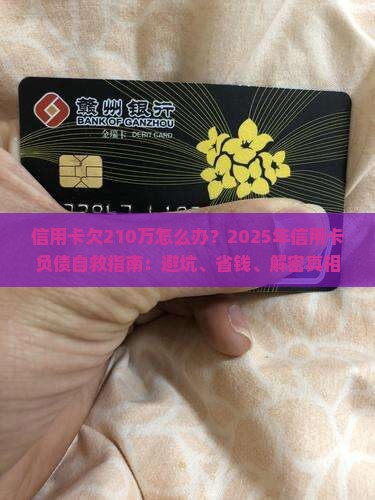 赣州银行
BANK OF GANZHOU
金瑞卡 DEBIT CARD
信用卡欠210万怎么办？2025年信用卡
负债自救指南：避坑、省钱、解密真相